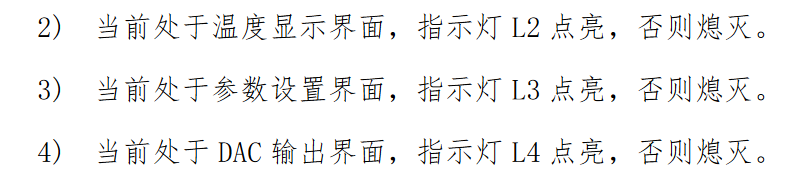 2) 当前处于温度显示界面，指示灯 L2 点亮，否则熄灭。
3) 当前处于参数设置界面，指示灯 L3 点亮，否则熄灭。
4) 当前处于 DAC 输出界面，指示灯 L4 点亮，否则熄灭。